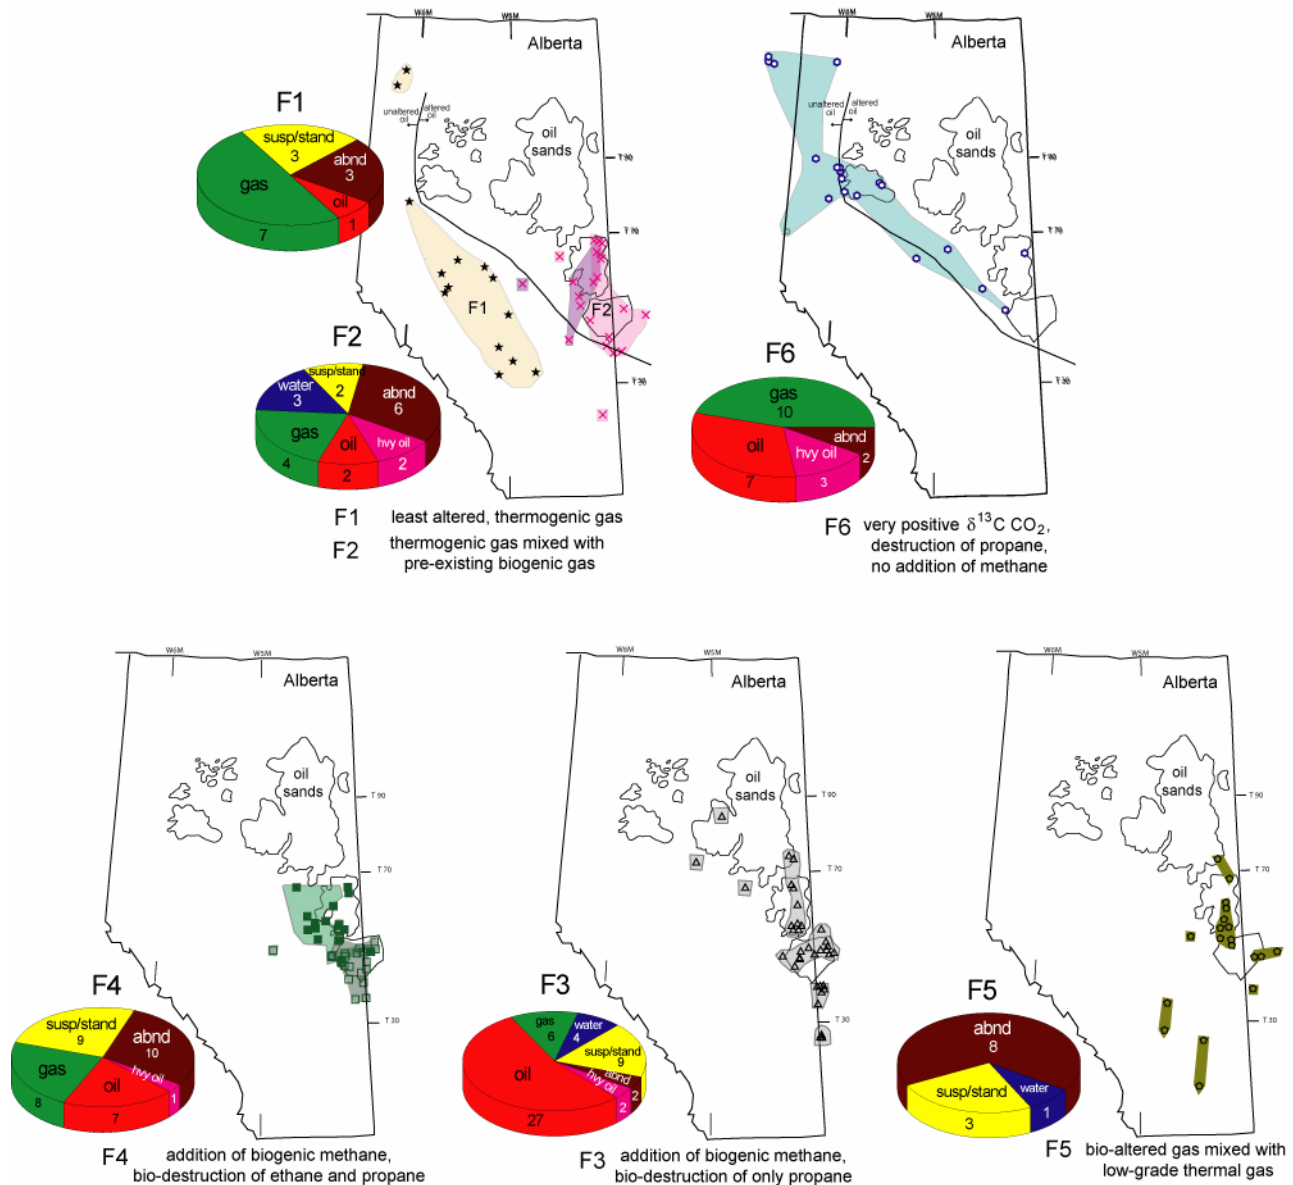 W6M
W5M
Alberta
unaltered oil
altered oil
oil
sands
T 90
T 70
T 30
F1
susp/stand
3
abnd
3
gas
7
oil
1
F1
F2
F2
susp/stand
2
water
3
abnd
6
gas
4
oil
2
hvy oil
2
F1 least altered, thermogenic gas
F2 thermogenic gas mixed with
pre-existing biogenic gas
W6M
W5M
Alberta
unaltered oil
altered oil
oil
sands
T 90
T 70
T 30
F6
gas
10
abnd
2
oil
7
hvy oil
3
F6 very positive δ13C CO2,
destruction of propane,
no addition of methane
W6M
W5M
Alberta
oil
sands
T 90
T 70
T 30
F4
susp/stand
9
abnd
10
gas
8
hvy oil
1
oil
7
F4 addition of biogenic methane,
bio-destruction of ethane and propane
W6M
W5M
Alberta
oil
sands
T 90
T 70
T 30
F3
gas
6
water
4
susp/stand
9
abnd
2
hvy oil
2
oil
27
F3 addition of biogenic methane,
bio-destruction of only propane
W6M
W5M
Alberta
oil
sands
T 90
T 70
T 30
F5
abnd
8
susp/stand
3
water
1
F5 bio-altered gas mixed with
low-grade thermal gas